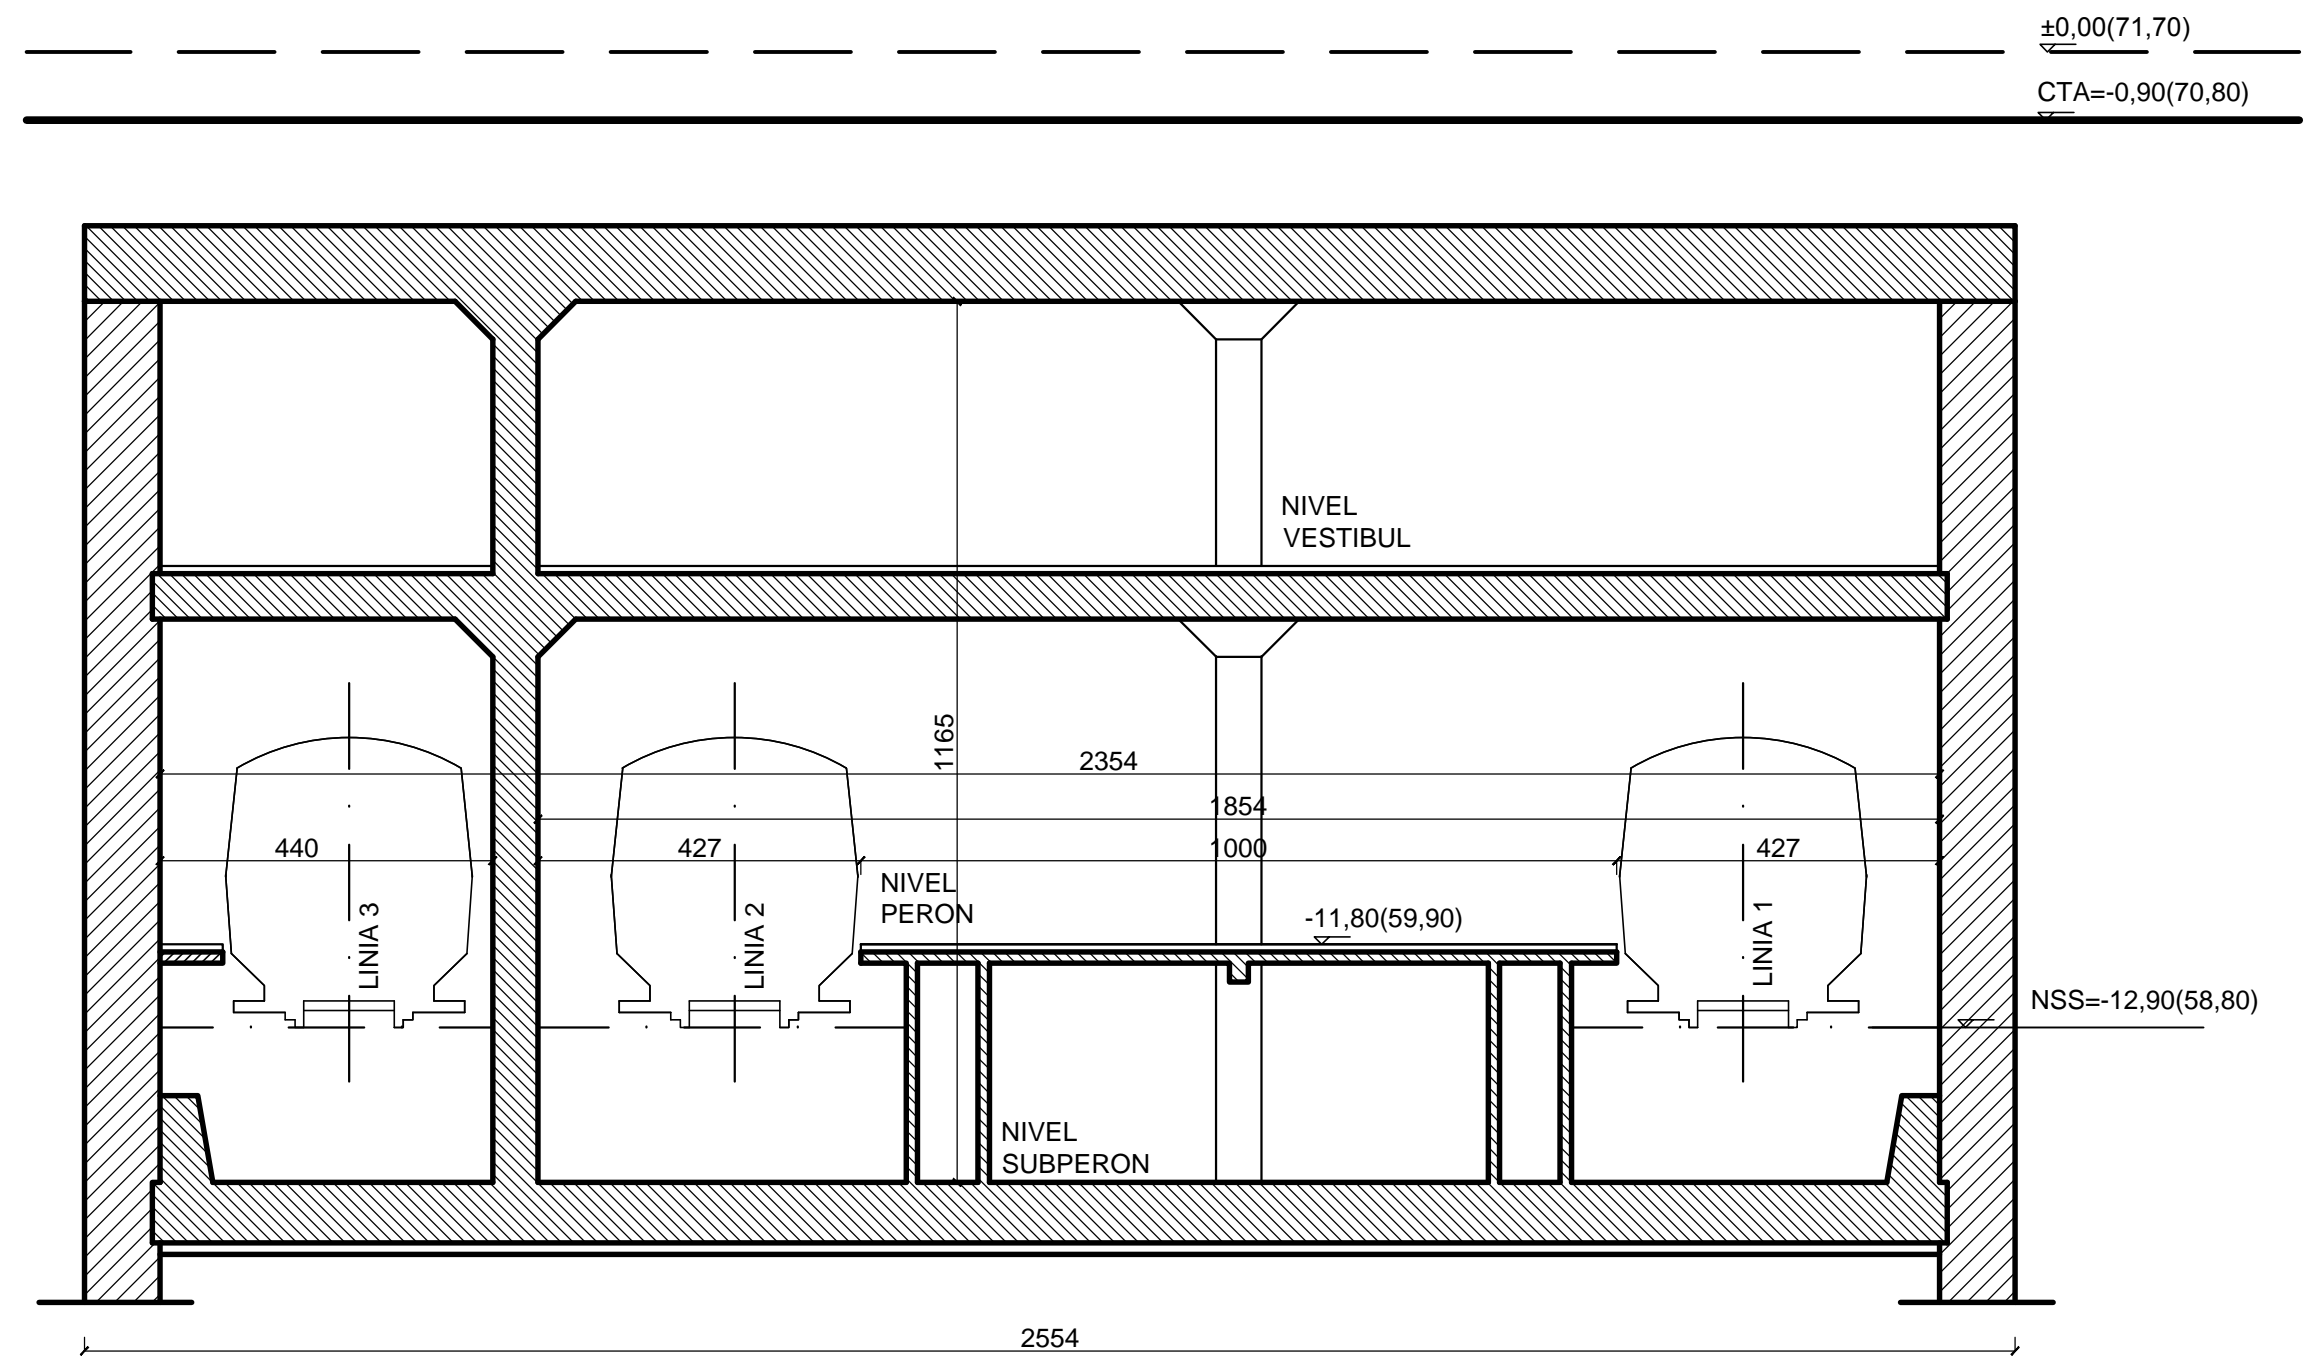 ±0,00(71,70)
CTA=-0,90(70,80)
NIVEL
VESTIBUL
1165
2354
1854
440
427
1000
427
NIVEL
PERON
-11,80(59,90)
LINIA 3
LINIA 2
LINIA 1
NSS=-12,90(58,80)
NIVEL
SUBPERON
2554